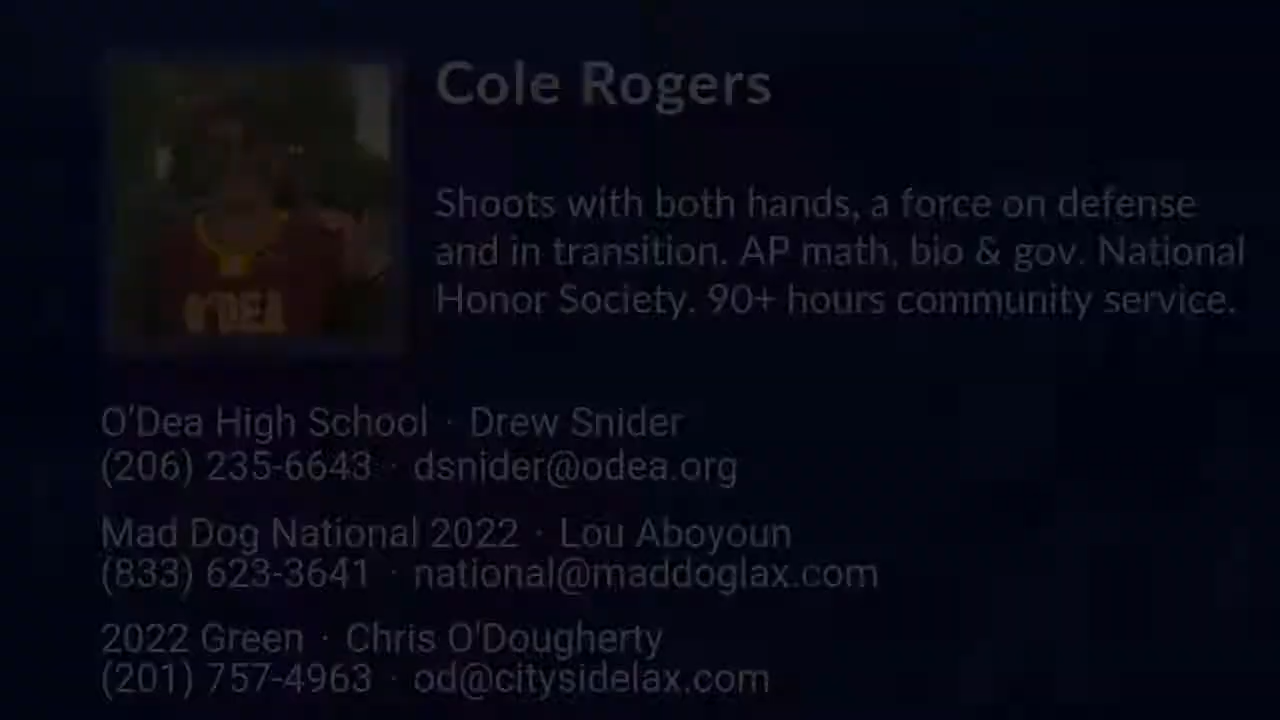 Cole Rogers
Shoots with both hands, a force on defense
and in transition. AP math, bio & gov. National
Honor Society. 90+ hours community service.
O'DEA
O'Dea High School · Drew Snider
(206) 235-6643 · dsnider@odea.org
Mad Dog National 2022 · Lou Aboyoun
(833) 623-3641 · national@maddoglax.com
2022 Green · Chris O'Dougherty
(201) 757-4963 · od@citysidelax.com